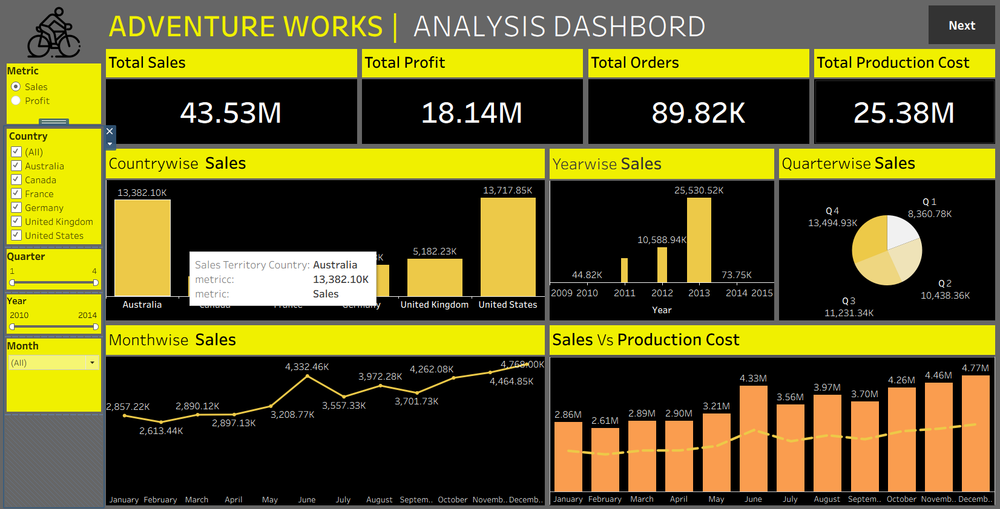 ADVENTURE WORKS | ANALYSIS DASHBORD
Next
Metric
Sales
Profit
Country
(All)
Australia
Canada
France
Germany
United Kingdom
United States
Quarter
1 4
Year
2010 2014
Month
(All)
Total Sales
43.53M
Total Profit
18.14M
Total Orders
89.82K
Total Production Cost
25.38M
Countrywise Sales
13,382.10K
5,182.23K
13,717.85K
Sales Territory Country: Australia
metricc: 13,382.10K
metric: Sales
Australia United Kingdom United States
Yearwise Sales
25,530.52K
10,588.94K
44.82K
73.75K
2009 2010 2011 2012 2013 2014 2015
Year
Quarterwise Sales
Q 1
8,360.78K
Q 4
13,494.93K
Q 2
10,438.36K
Q 3
11,231.34K
Monthwise Sales
2,857.22K
2,613.44K
2,890.12K
2,897.13K
3,208.77K
4,332.46K
3,557.33K
3,972.28K
3,701.73K
4,262.08K
4,464.85K
4,768.00K
January February March April May June July August Septem.. October Novemb.. Decemb..
Sales Vs Production Cost
2.86M
2.61M
2.89M
2.90M
3.21M
4.33M
3.56M
3.97M
3.70M
4.26M
4.46M
4.77M
January February March April May June July August Septem.. October Novemb.. Decemb..